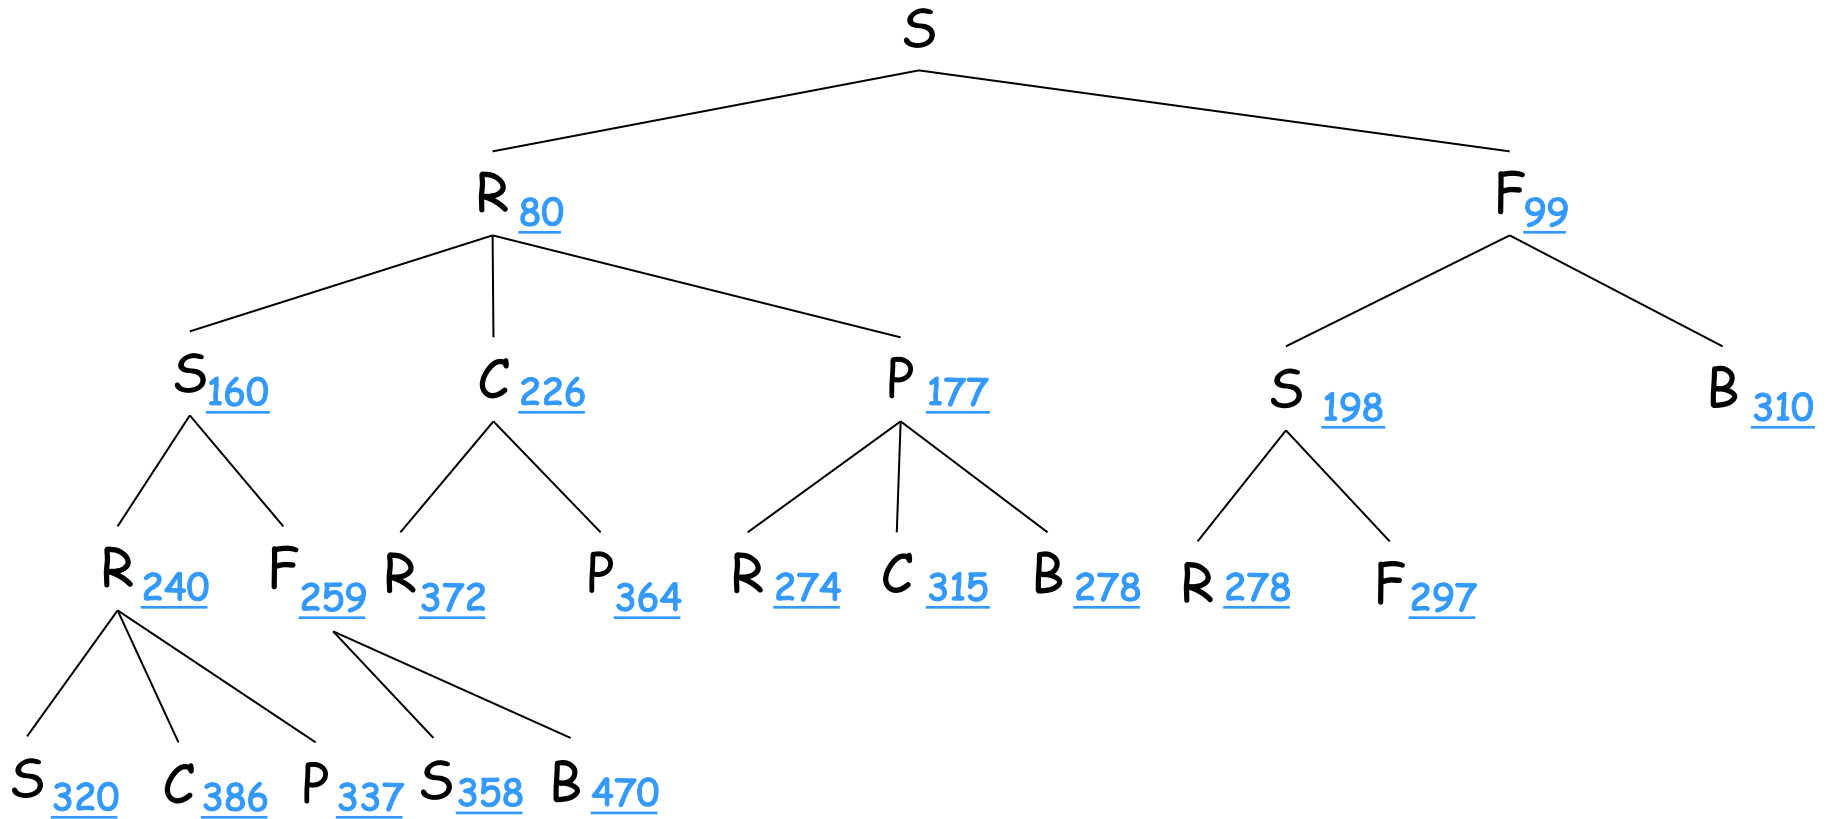 S
R 80 F 99
S 160 C 226 P 177 S 198 B 310
R 240 F 259 R 372 P 364 R 274 C 315 B 278 R 278 F 297
S 320 C 386 P 337 S 358 B 470